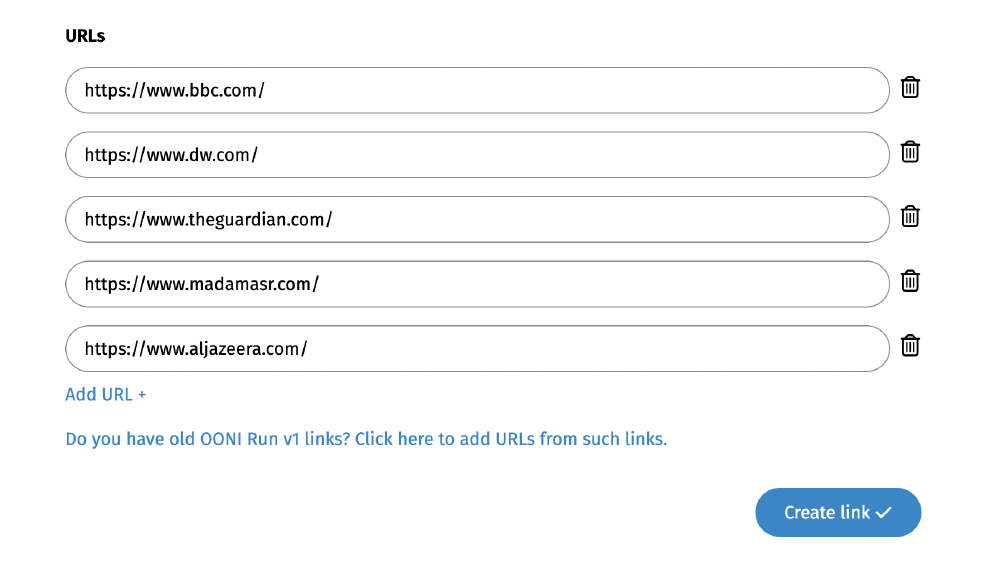 URLs
https://www.bbc.com/
https://www.dw.com/
https://www.theguardian.com/
https://www.madamasr.com/
https://www.aljazeera.com/
Add URL +
Do you have old OONI Run v1 links? Click here to add URLs from such links.
Create link